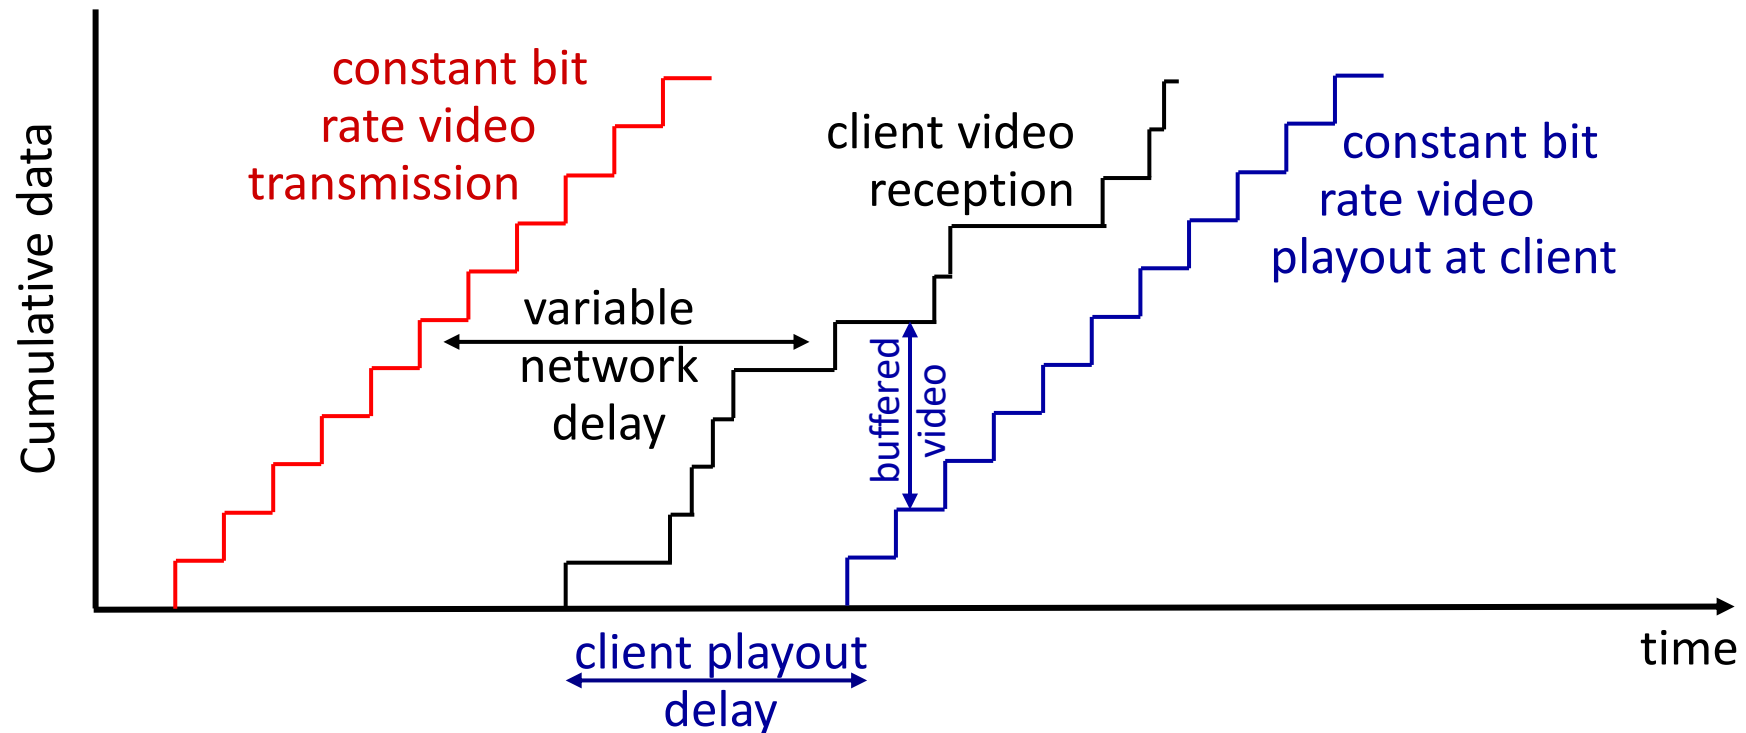 constant bit
rate video
transmission
client video
reception
constant bit
rate video
playout at client
Cumulative data
variable
network
delay
buffered
video
client playout
delay
time